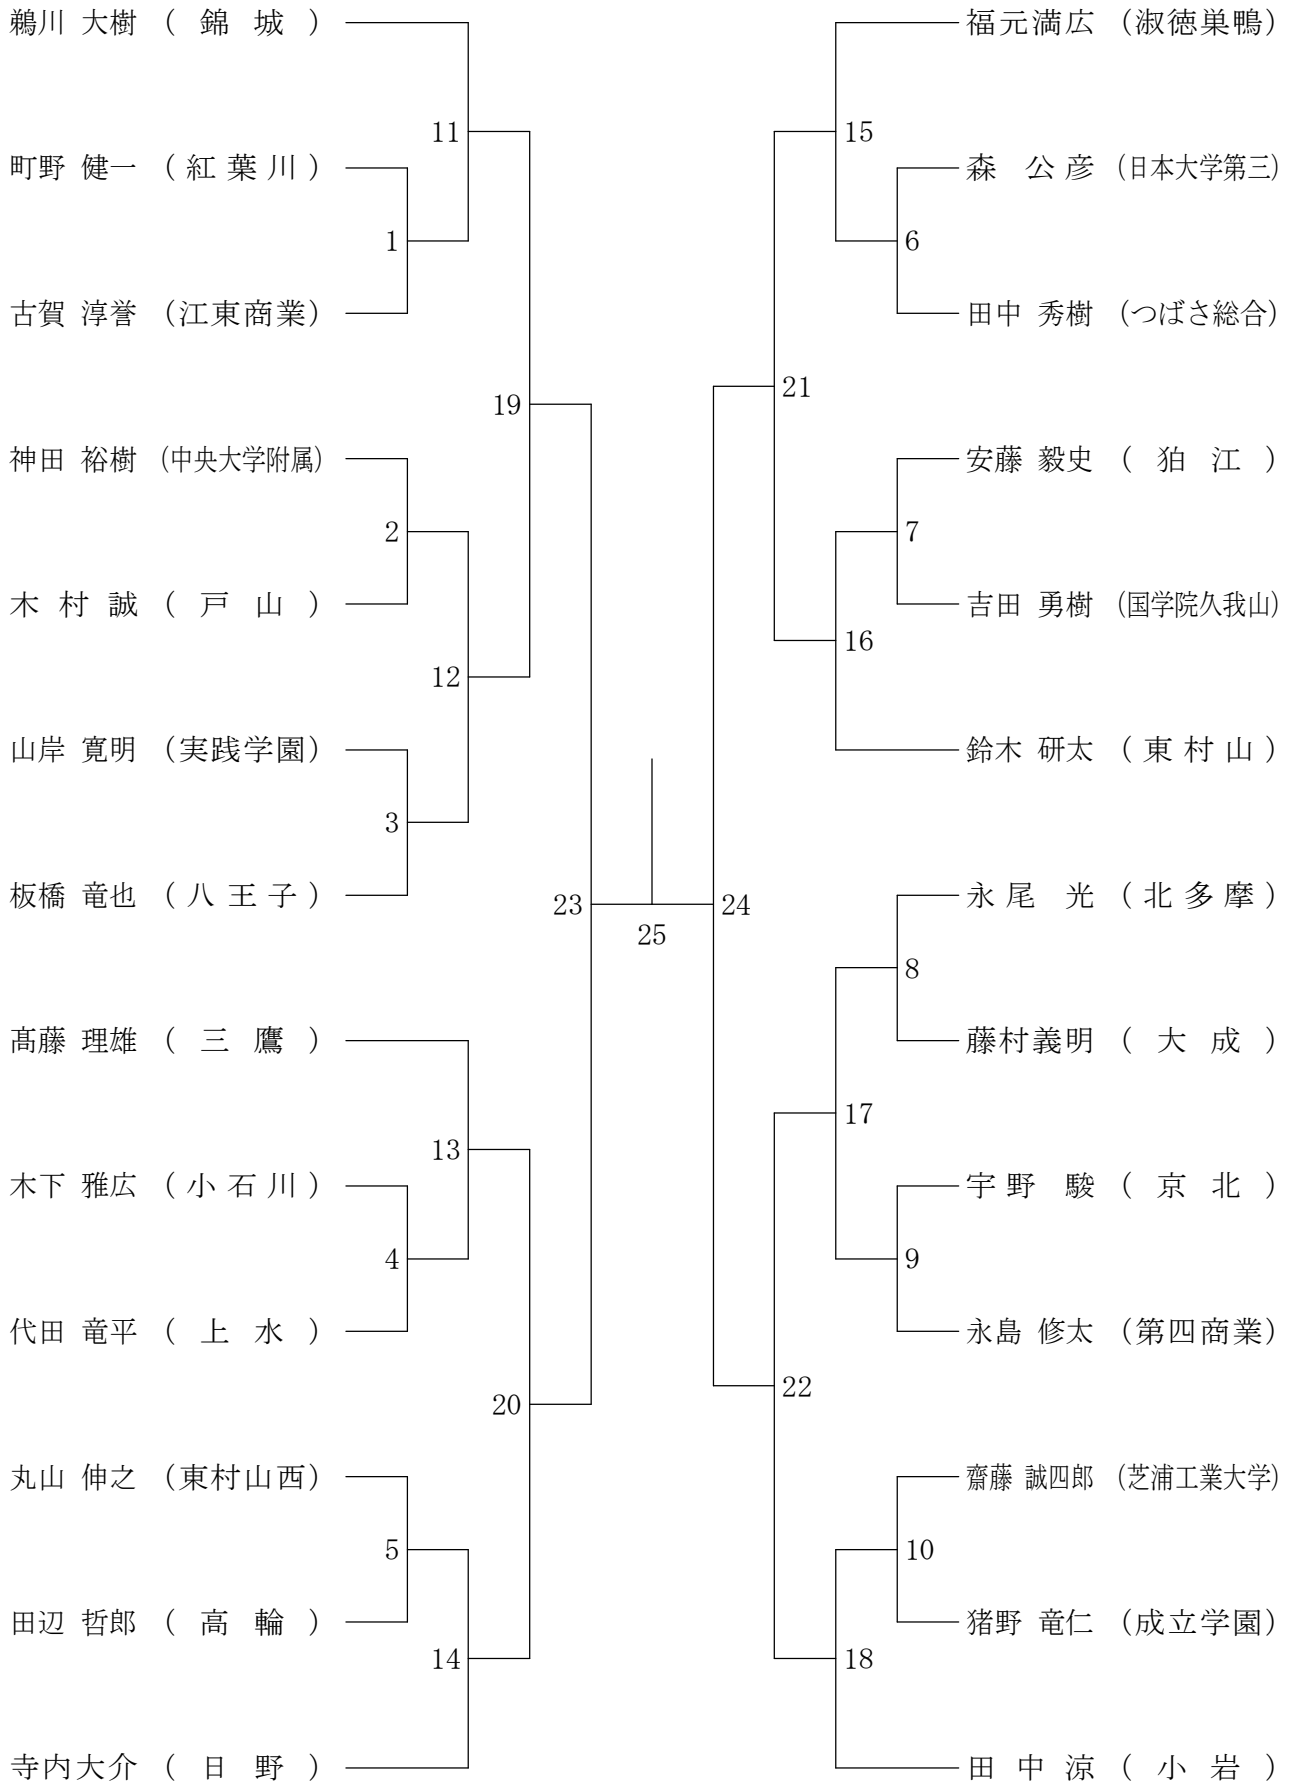 鵜川 大樹 （ 錦 城 ）
11
町野 健一 （ 紅 葉 川 ）
1
古賀 淳誉 （江東商業）
19
神田 裕樹 （中央大学附属）
2
木 村 誠 （ 戸 山 ）
12
山岸 寛明 （実践学園）
3
板橋 竜也 （ 八 王 子 ）
23
髙藤 理雄 （ 三 鷹 ）
13
木下 雅広 （ 小 石 川 ）
4
代田 竜平 （ 上 水 ）
20
丸山 伸之 （東村山西）
5
田辺 哲郎 （ 高 輪 ）
14
寺内大介 （ 日 野 ）
25
福元満広 （淑徳巣鴨）
15
森 公彦 （日本大学第三）
6
田中 秀樹 （つばさ総合）
21
安藤 毅史 （ 狛 江 ）
7
吉田 勇樹 （国学院久我山）
16
鈴木 研太 （ 東 村 山 ）
24
永尾 光 （ 北 多 摩 ）
8
藤村義明 （ 大 成 ）
17
宇野 駿 （ 京 北 ）
9
永島 修太 （第四商業）
22
齋藤 誠四郎 （芝浦工業大学）
10
猪野 竜仁 （成立学園）
18
田 中 涼 （ 小 岩 ）